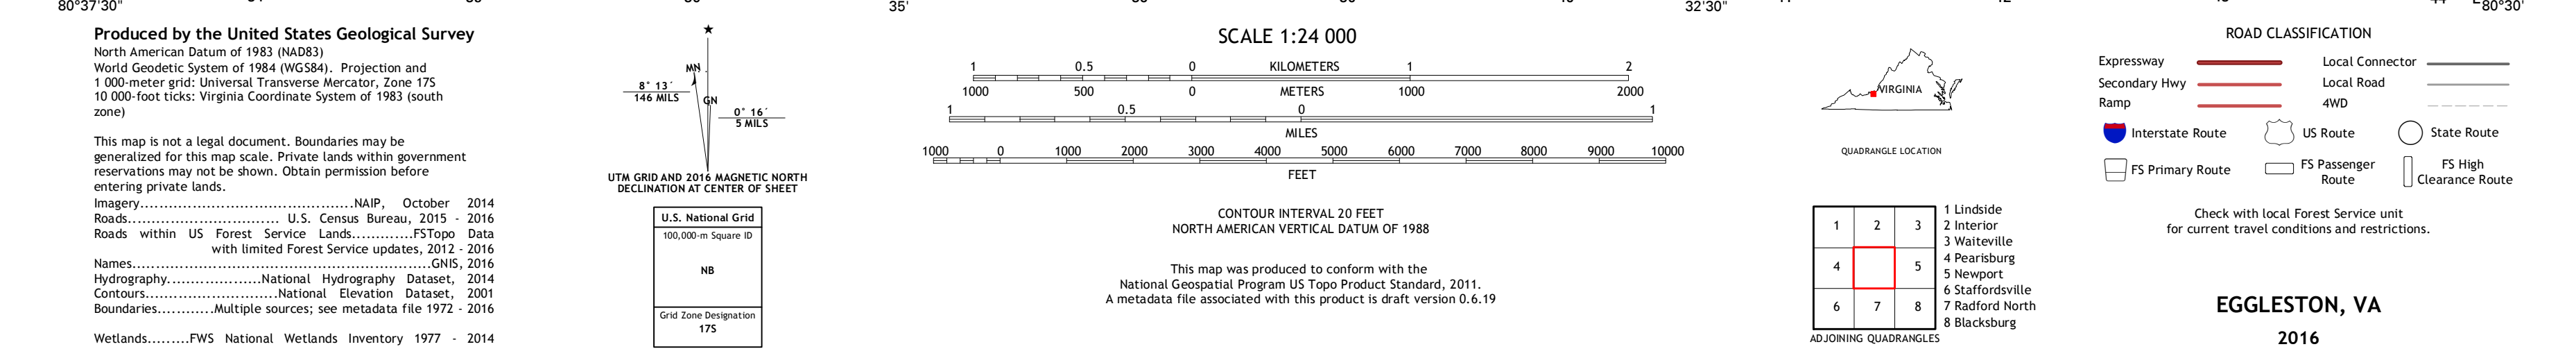 80°37'30"
35'
32'30"
80°30'
Produced by the United States Geological Survey
North American Datum of 1983 (NAD83)
World Geodetic System of 1984 (WGS84). Projection and
1 000-meter grid: Universal Transverse Mercator, Zone 17S
10 000-foot ticks: Virginia Coordinate System of 1983 (south
zone)
This map is not a legal document. Boundaries may be
generalized for this map scale. Private lands within government
reservations may not be shown. Obtain permission before
entering private lands.
Imagery..........................................NAIP, October 2014
Roads............................ U.S. Census Bureau, 2015 - 2016
Roads within US Forest Service Lands............FSTopo Data
with limited Forest Service updates, 2012 - 2016
Names.......................................................GNIS, 2016
Hydrography....................National Hydrography Dataset, 2014
Contours.........................National Elevation Dataset, 2001
Boundaries...........Multiple sources; see metadata file 1972 - 2016
Wetlands.........FWS National Wetlands Inventory 1977 - 2014
MN
8° 13´
146 MILS
GN
0° 16´
5 MILS
UTM GRID AND 2016 MAGNETIC NORTH
DECLINATION AT CENTER OF SHEET
U.S. National Grid
100,000-m Square ID
NB
Grid Zone Designation
17S
SCALE 1:24 000
1 0.5 0 KILOMETERS 1 2
1000 500 0 METERS 1000 2000
1 0.5 0 1
MILES
1000 0 1000 2000 3000 4000 5000 6000 7000 8000 9000 10000
FEET
CONTOUR INTERVAL 20 FEET
NORTH AMERICAN VERTICAL DATUM OF 1988
This map was produced to conform with the
National Geospatial Program US Topo Product Standard, 2011.
A metadata file associated with this product is draft version 0.6.19
VIRGINIA
QUADRANGLE LOCATION
1 2 3
4 5
6 7 8
ADJOINING QUADRANGLES
1 Lindside
2 Interior
3 Waiteville
4 Pearisburg
5 Newport
6 Staffordsville
7 Radford North
8 Blacksburg
ROAD CLASSIFICATION
Expressway Local Connector
Secondary Hwy Local Road
Ramp 4WD
Interstate Route US Route State Route
FS Primary Route
FS Passenger
Route
FS High
Clearance Route
Check with local Forest Service unit
for current travel conditions and restrictions.
EGGLESTON, VA
2016